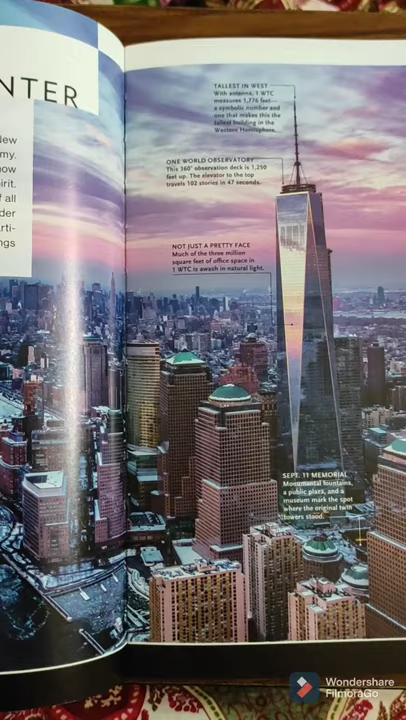 NTER
New
my.
now
irit.
f all
der
arti-
ngs
TALLEST IN WEST
With antenna, 1 WTC
measures 1,776 feet—
a symbolic number and
one that makes this the
tallest building in the
Western Hemisphere.
ONE WORLD OBSERVATORY
This 360° observation deck is 1,250
feet up. The elevator to the top
travels 102 stories in 47 seconds.
NOT JUST A PRETTY FACE
Much of the three million
square feet of office space in
1 WTC is awash in natural light.
SEPT. 11 MEMORIAL
Monumental fountains,
a public plaza, and a
museum mark the spot
where the original twin
towers stood.
Wondershare
FilmoraGo